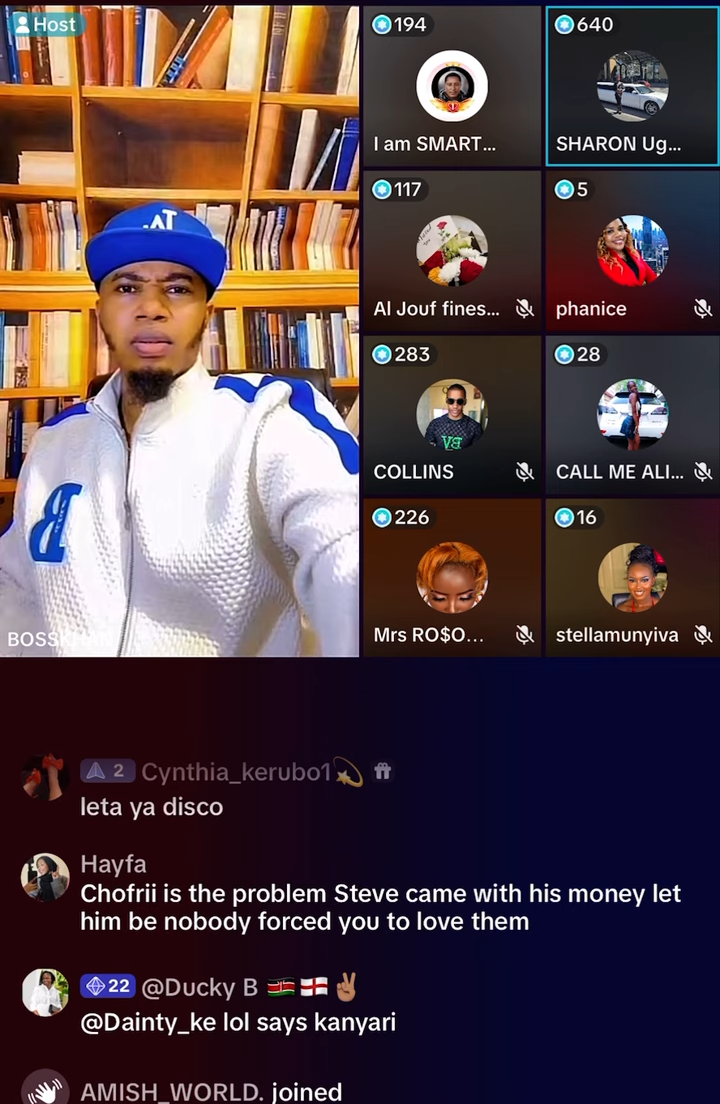 Host
AT
B
BOSS
194
I am SMART...
640
SHARON Ug...
117
Al Jouf fines...
5
phanice
283
COLLINS
28
CALL ME ALI...
226
Mrs RO$O...
16
stellamunyiva
2 Cynthia_kerubo1
leta ya disco
Hayfa
Chofrii is the problem Steve came with his money let
him be nobody forced you to love them
22 @Ducky B
@Dainty_ke lol says kanyari
AMISH_WORLD. joined